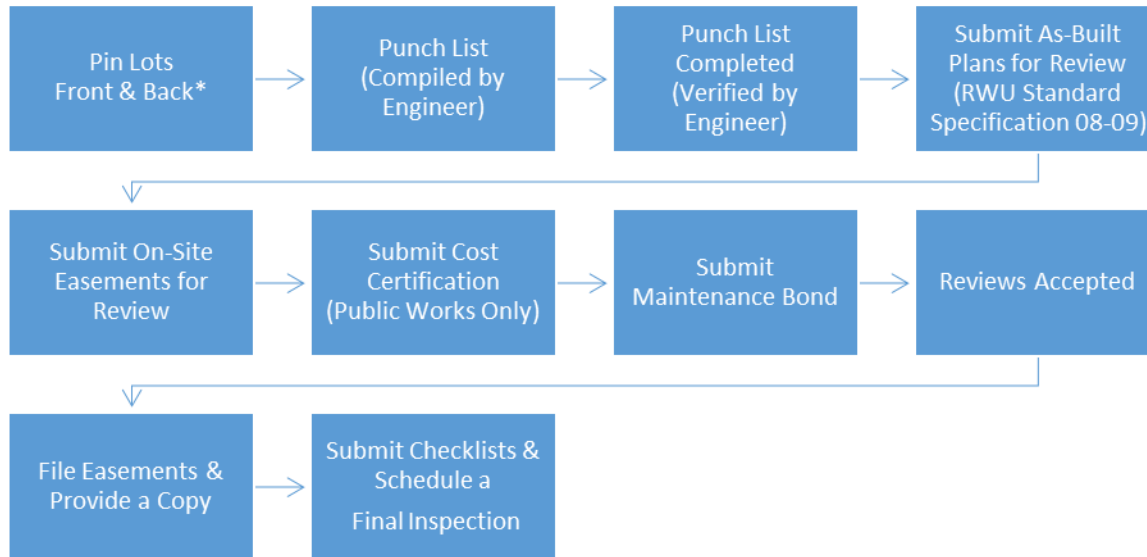 Pin Lots
Front & Back*
Punch List
(Compiled by
Engineer)
Punch List
Completed
(Verified by
Engineer)
Submit As-Built
Plans for Review
(RWU Standard
Specification 08-09)
Submit On-Site
Easements for
Review
Submit Cost
Certification
(Public Works Only)
Submit
Maintenance Bond
Reviews Accepted
File Easements &
Provide a Copy
Submit Checklists &
Schedule a
Final Inspection